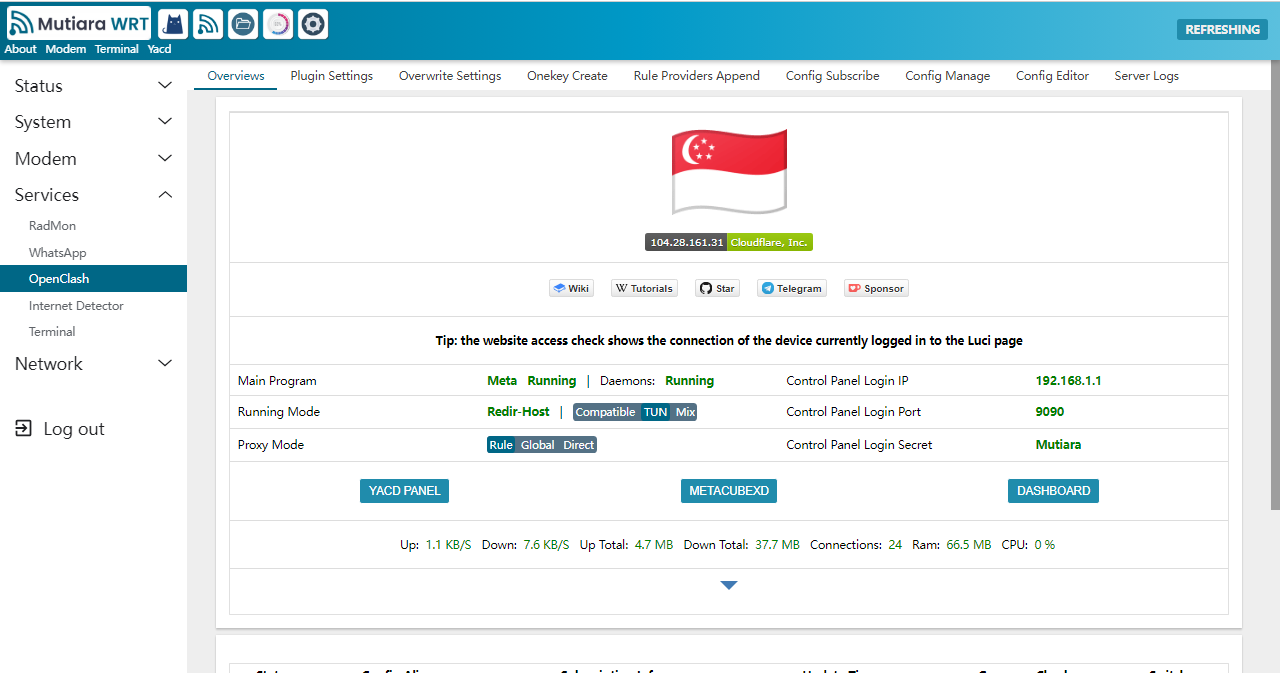 Mutiara WRT
REFRESHING
About Modem Terminal Yacd
Status
System
Modem
Services
RadMon
WhatsApp
OpenClash
Internet Detector
Terminal
Network
Log out
Overviews Plugin Settings Overwrite Settings Onekey Create Rule Providers Append Config Subscribe Config Manage Config Editor Server Logs
104.28.161.31 Cloudflare, Inc.
Wiki W Tutorials Star Telegram Sponsor
Tip: the website access check shows the connection of the device currently logged in to the Luci page
Main Program Meta Running | Daemons: Running Control Panel Login IP 192.168.1.1
Running Mode Redir-Host | Compatible TUN Mix Control Panel Login Port 9090
Proxy Mode Rule Global Direct Control Panel Login Secret Mutiara
YACD PANEL METACUBEXD DASHBOARD
Up: 1.1 KB/S Down: 7.6 KB/S Up Total: 4.7 MB Down Total: 37.7 MB Connections: 24 Ram: 66.5 MB CPU: 0 %